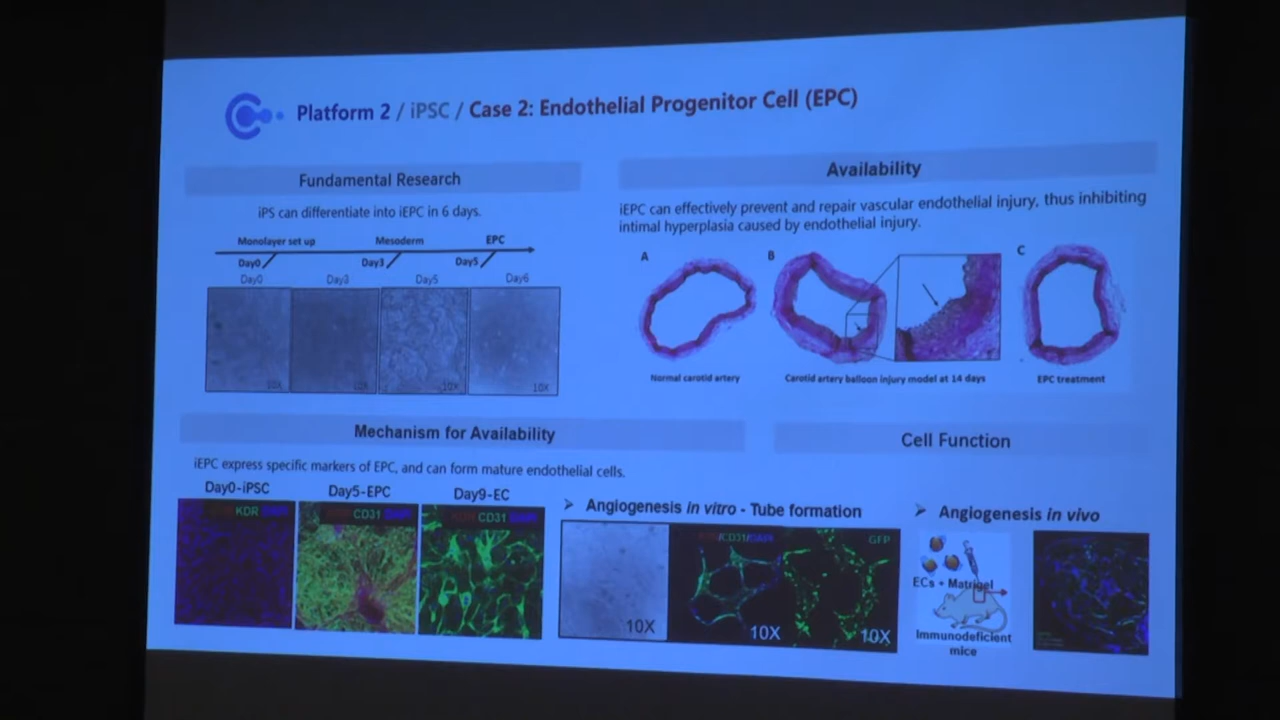 Platform 2 / iPSC / Case 2: Endothelial Progenitor Cell (EPC)
Fundamental Research
iPS can differentiate into iEPC in 6 days.
Monolayer set up
Mesoderm
EPC
Day0
Day3
Day5
Day0
Day3
Day5
Day6
10X
10X
10X
10X
Availability
iEPC can effectively prevent and repair vascular endothelial injury, thus inhibiting
intimal hyperplasia caused by endothelial injury.
A
B
C
Normal carotid artery
Carotid artery balloon injury model at 14 days
EPC treatment
Mechanism for Availability
iEPC express specific markers of EPC, and can form mature endothelial cells.
Day0-iPSC
Day5-EPC
Day9-EC
KDR
CD31 DAPI
KDR CD31 DAPI
Cell Function
➢ Angiogenesis in vitro - Tube formation
/CD31/DAPI
GFP
10X
10X
10X
➢ Angiogenesis in vivo
ECs + Matrigel
Immunodeficient
mice